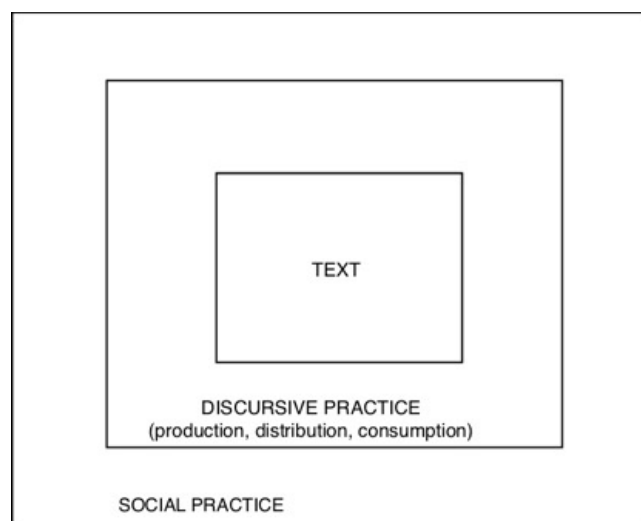 TEXT
DISCURSIVE PRACTICE
(production, distribution, consumption)
SOCIAL PRACTICE